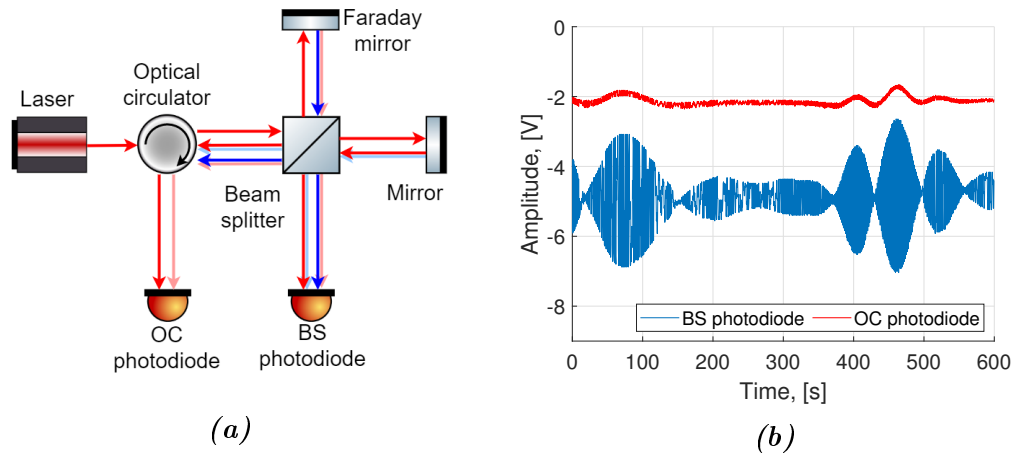 Faraday
mirror
Optical
circulator
Laser
Beam
splitter
Mirror
OC
photodiode
BS
photodiode
(a)
0
-2
-4
-6
-8
Amplitude, [V]
BS photodiode
OC photodiode
0 100 200 300 400 500 600
Time, [s]
(b)